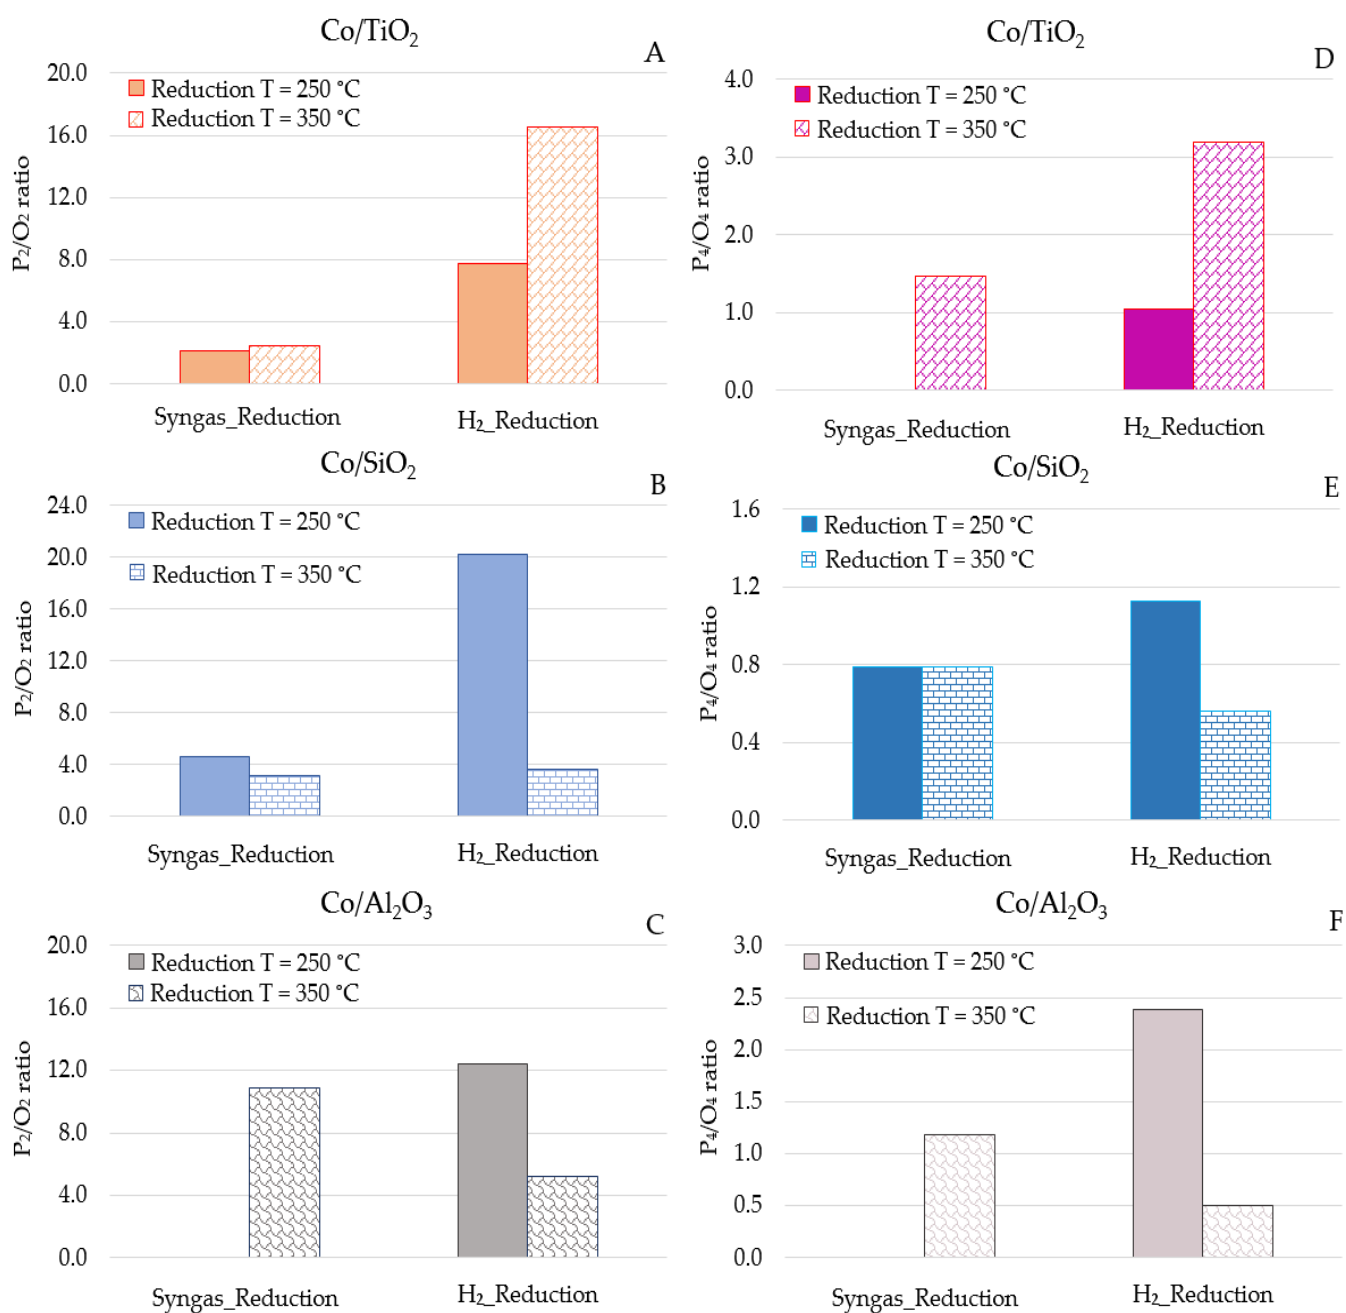 Co/TiO₂
A
20.0
16.0
12.0
8.0
4.0
0.0
P₂/O₂ ratio
Reduction T = 250 °C
Reduction T = 350 °C
Syngas_Reduction
H₂_Reduction
Co/TiO₂
D
4.0
3.0
2.0
1.0
0.0
P₄/O₄ ratio
Reduction T = 250 °C
Reduction T = 350 °C
Syngas_Reduction
H₂_Reduction
Co/SiO₂
B
24.0
20.0
16.0
12.0
8.0
4.0
0.0
P₂/O₂ ratio
Reduction T = 250 °C
Reduction T = 350 °C
Syngas_Reduction
H₂_Reduction
Co/SiO₂
E
1.6
1.2
0.8
0.4
0.0
P₄/O₄ ratio
Reduction T = 250 °C
Reduction T = 350 °C
Syngas_Reduction
H₂_Reduction
Co/Al₂O₃
C
20.0
16.0
12.0
8.0
4.0
0.0
P₂/O₂ ratio
Reduction T = 250 °C
Reduction T = 350 °C
Syngas_Reduction
H₂_Reduction
Co/Al₂O₃
F
3.0
2.5
2.0
1.5
1.0
0.5
0.0
P₄/O₄ ratio
Reduction T = 250 °C
Reduction T = 350 °C
Syngas_Reduction
H₂_Reduction